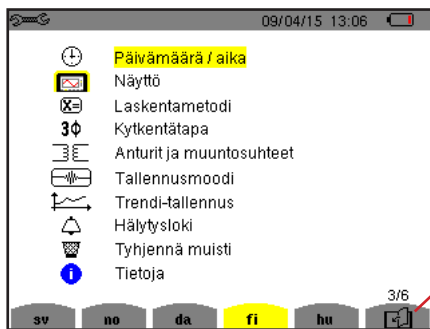 09/04/15 13:06
Päivämäärä / aika
Näyttö
X= Laskentametodi
3ϕ Kytkentätapa
Anturit ja muuntosuhteet
Tallennusmoodi
Trendi-tallennus
Hälytysloki
Tyhjennä muisti
i Tietoja
3/6
sv no da fi hu